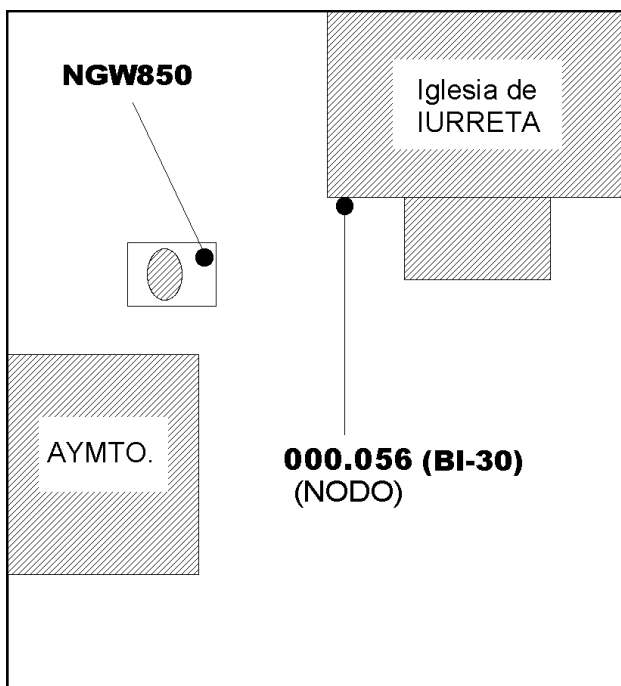 NGW850
Iglesia de
IURRETA
AYMTO.
000.056 (BI-30)
(NODO)